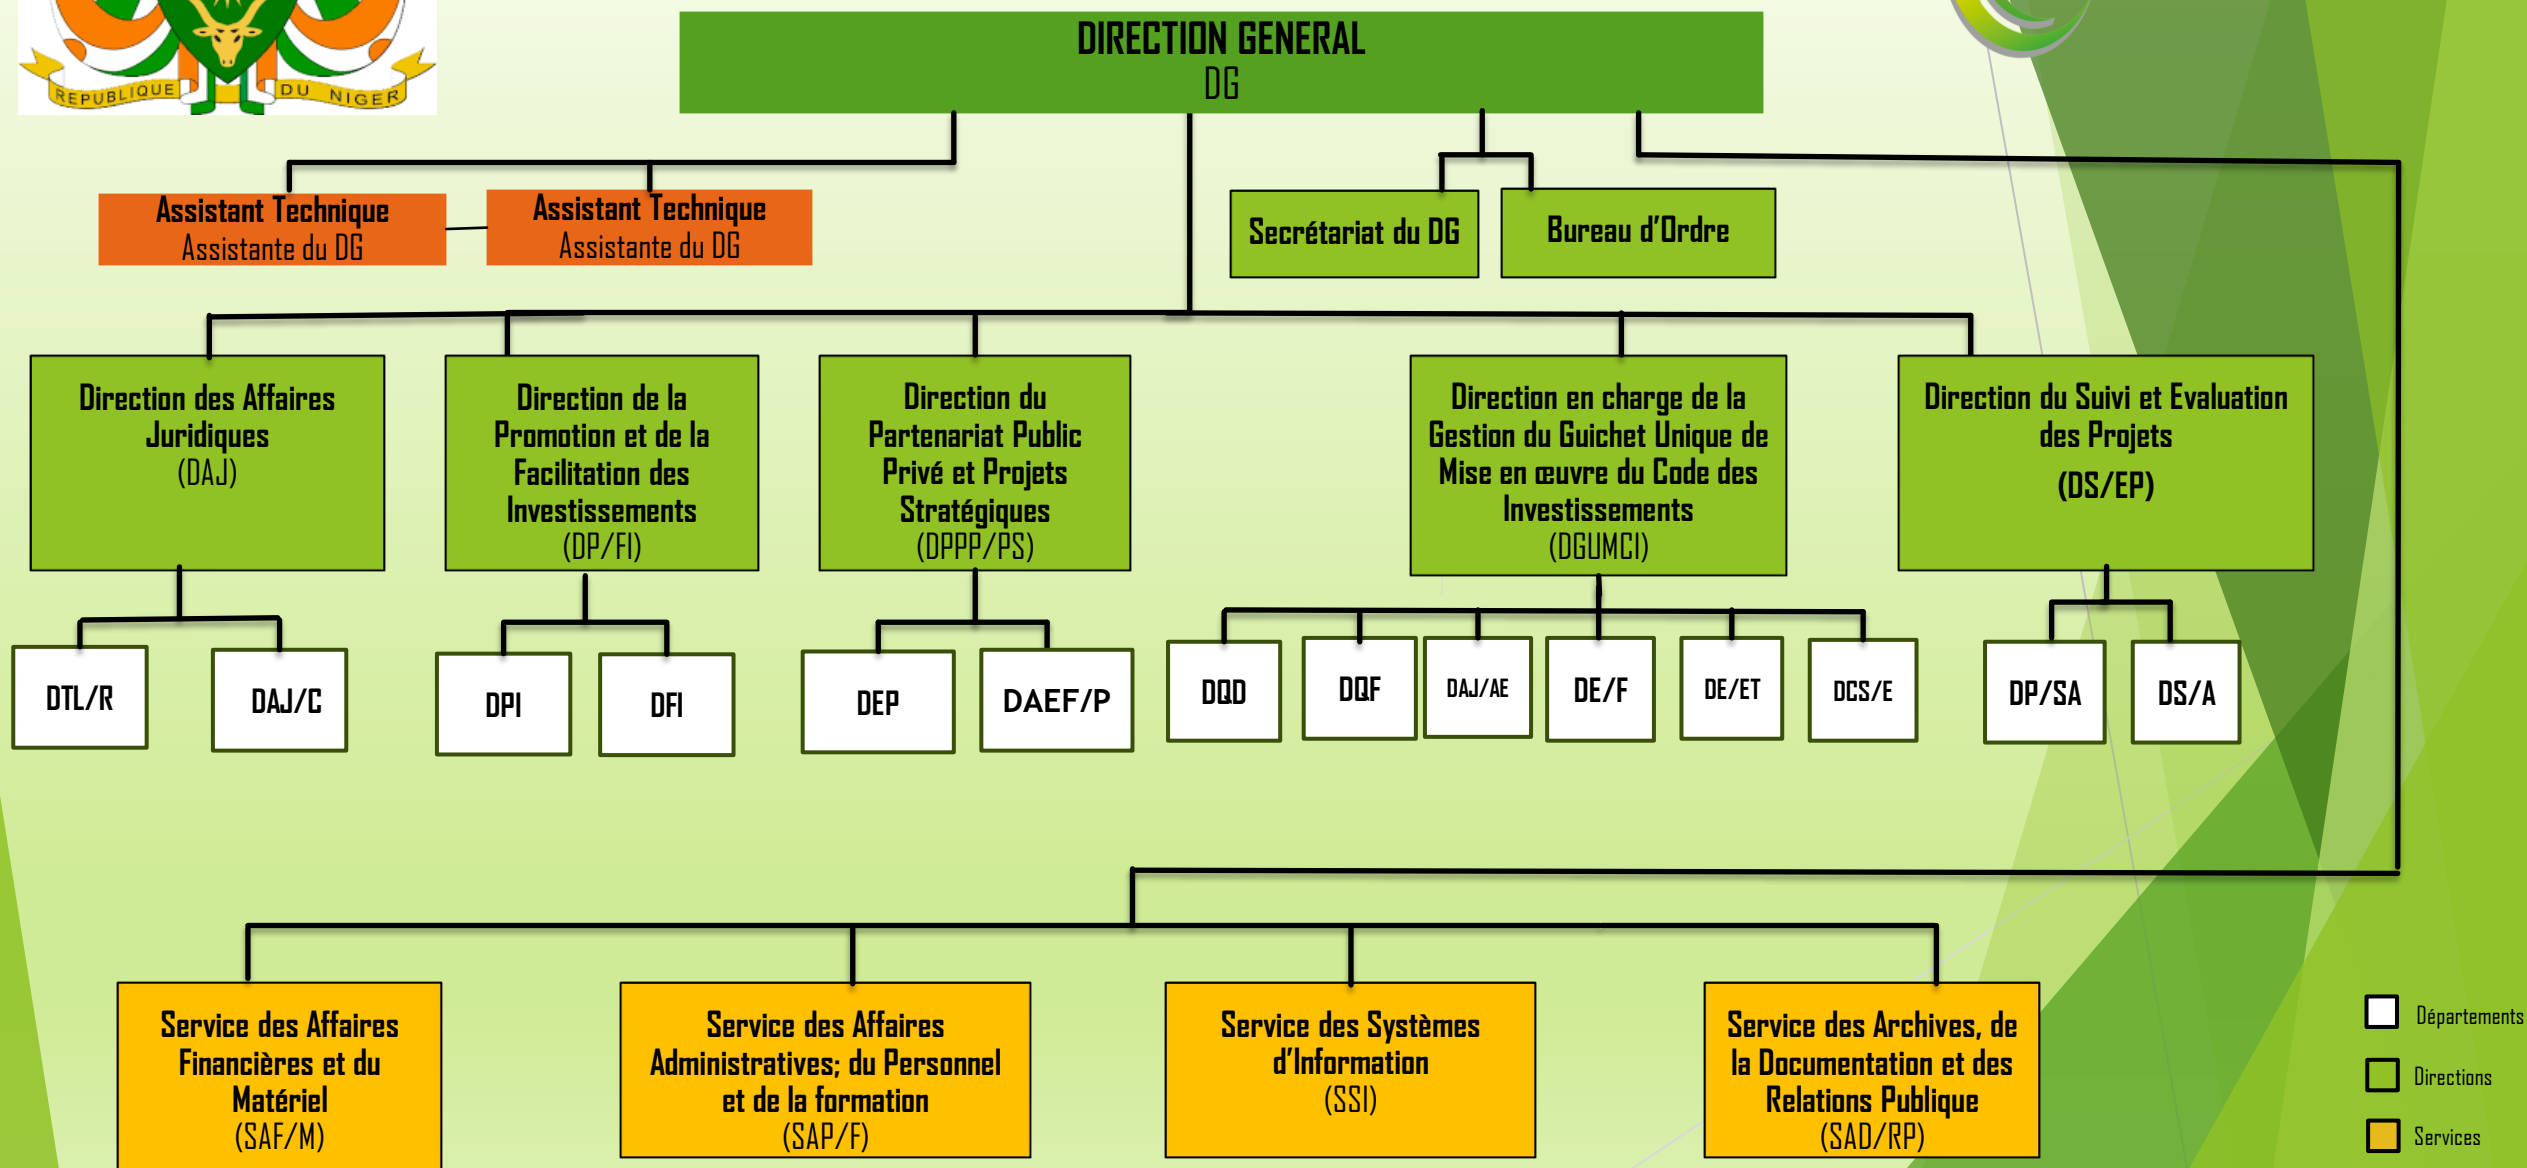 REPUBLIQUE DU NIGER
DIRECTION GENERAL
DG
Assistant Technique
Assistante du DG
Assistant Technique
Assistante du DG
Secrétariat du DG
Bureau d'Ordre
Direction des Affaires
Juridiques
(DAJ)
Direction de la
Promotion et de la
Facilitation des
Investissements
(DP/FI)
Direction du
Partenariat Public
Privé et Projets
Stratégiques
(DPPP/PS)
Direction en charge de la
Gestion du Guichet Unique de
Mise en œuvre du Code des
Investissements
(DGUMCI)
Direction du Suivi et Evaluation
des Projets
(DS/EP)
DTL/R
DAJ/C
DPI
DFI
DEP
DAEF/P
DQD
DQF
DAJ/AE
DE/F
DE/ET
DCS/E
DP/SA
DS/A
Service des Affaires
Financières et du
Matériel
(SAF/M)
Service des Affaires
Administratives; du Personnel
et de la formation
(SAP/F)
Service des Systèmes
d'Information
(SSI)
Service des Archives, de
la Documentation et des
Relations Publique
(SAD/RP)
Départements
Directions
Services